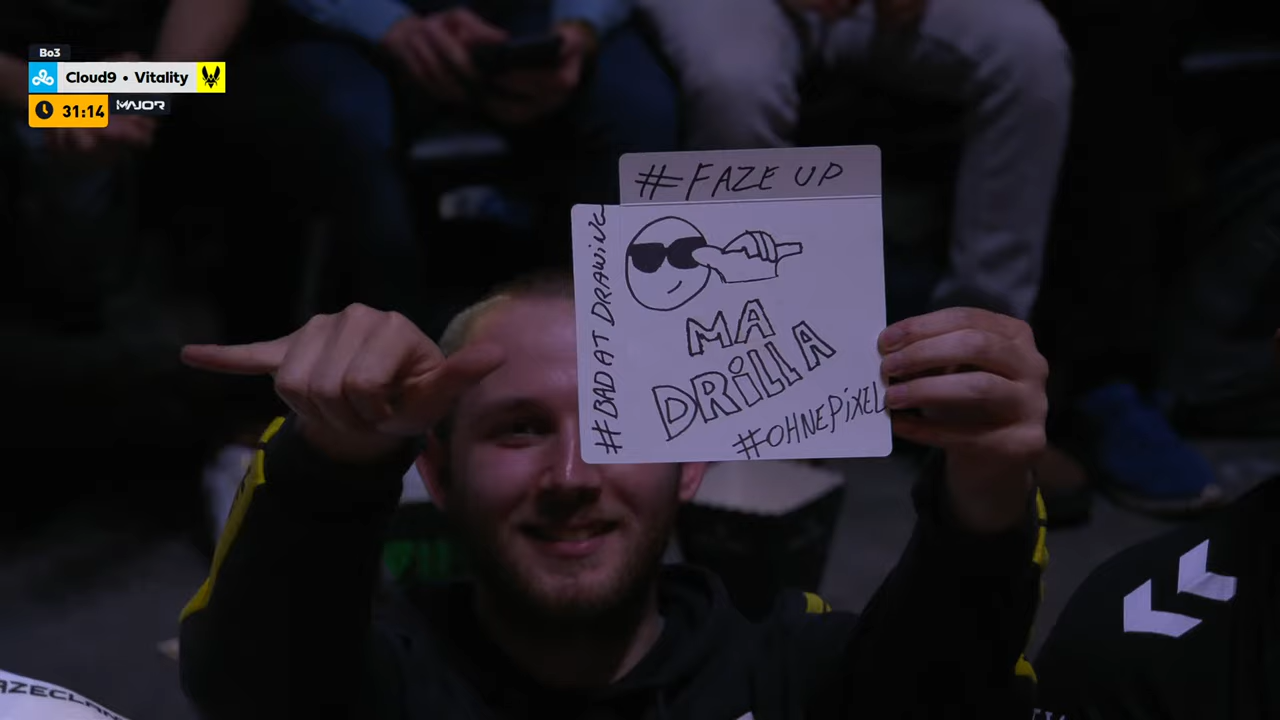 Bo3
Cloud9 • Vitality
31:14 MAJOR
#FAZE UP
#BAD AT DRAWiNG
MA
DRiLLA
#OHNEPiXEL